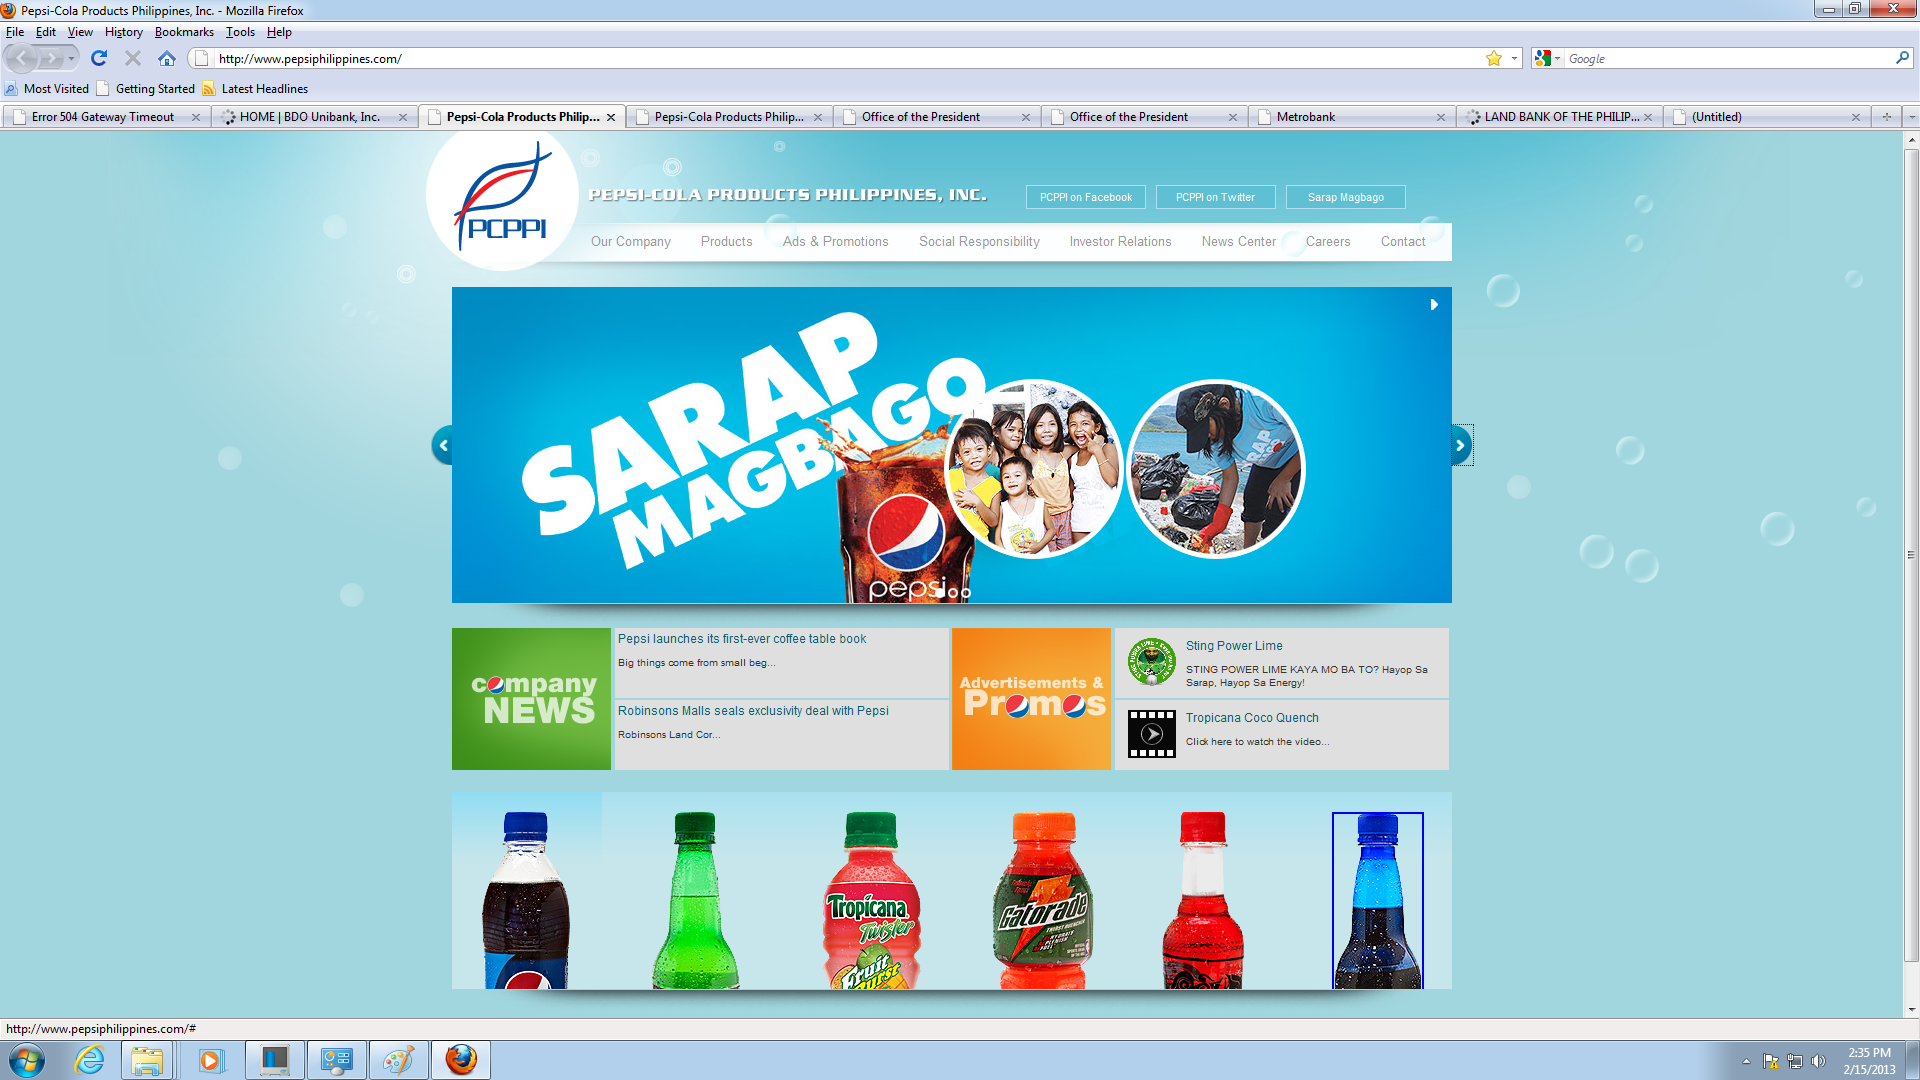 Pepsi-Cola Products Philippines, Inc. - Mozilla Firefox
File Edit View History Bookmarks Tools Help
http://www.pepsiphilippines.com/
Google
Most Visited Getting Started Latest Headlines
Error 504 Gateway Timeout
HOME | BDO Unibank, Inc.
Pepsi-Cola Products Philip...
Pepsi-Cola Products Philip...
Office of the President
Office of the President
Metrobank
LAND BANK OF THE PHILIP...
(Untitled)
PCPPI
PEPSI-COLA PRODUCTS PHILIPPINES, INC.
PCPPI on Facebook
PCPPI on Twitter
Sarap Magbago
Our Company Products Ads & Promotions Social Responsibility Investor Relations News Center Careers Contact
SARAP
MAGBAGO
pepsi
SARAP
company
NEWS
Pepsi launches its first-ever coffee table book
Big things come from small beg...
Robinsons Malls seals exclusivity deal with Pepsi
Robinsons Land Cor...
Advertisements &
Promos
Sting Power Lime
STING POWER LIME KAYA MO BA TO? Hayop Sa
Sarap, Hayop Sa Energy!
Tropicana Coco Quench
Click here to watch the video...
Tropicana
Twister
Fruit
Burst
Gatorade
THIRST QUENCHER
http://www.pepsiphilippines.com/#
2:35 PM
2/15/2013